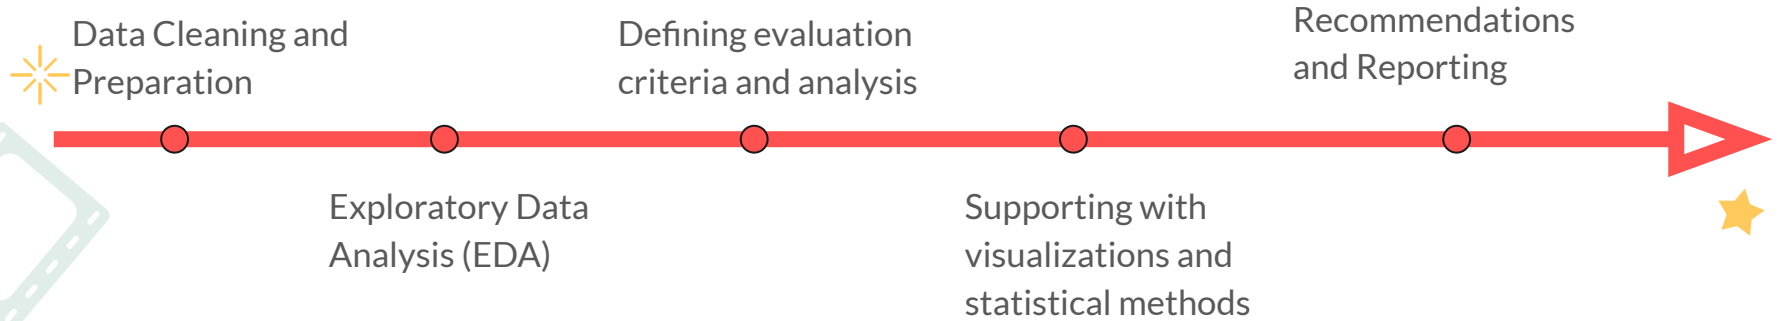 Data Cleaning and
Preparation
Exploratory Data
Analysis (EDA)
Defining evaluation
criteria and analysis
Supporting with
visualizations and
statistical methods
Recommendations
and Reporting